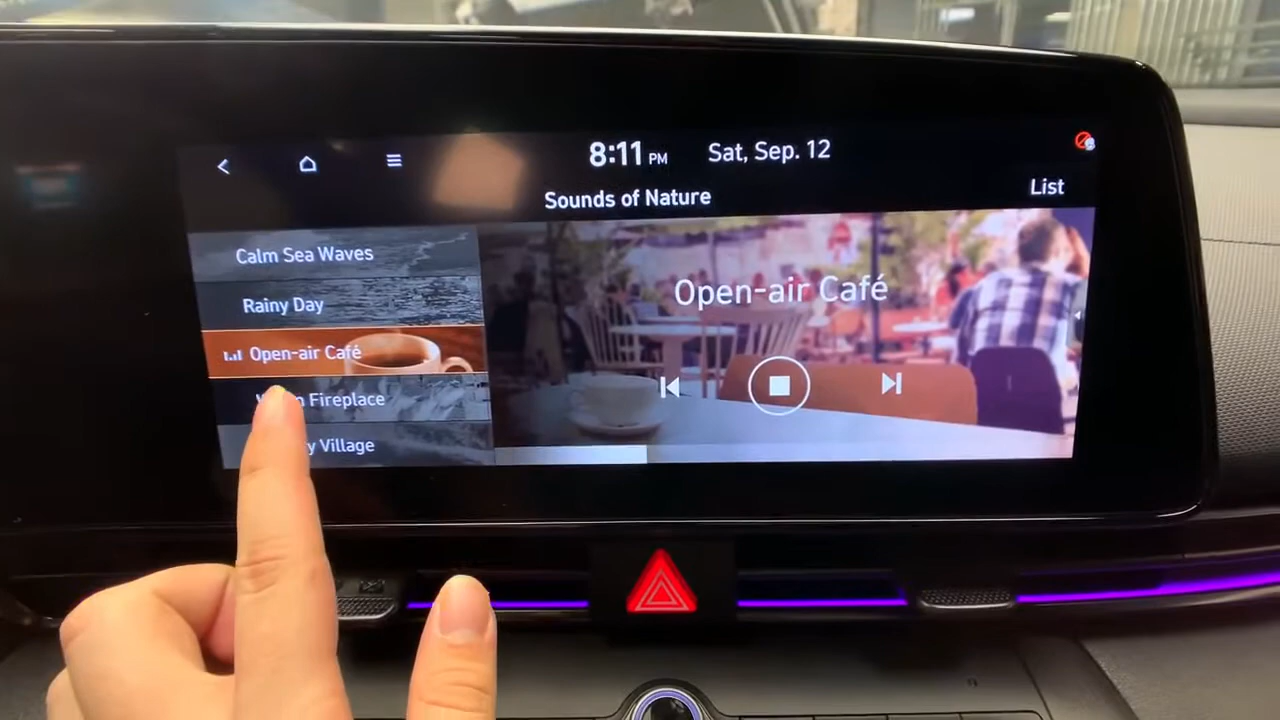 8:11 PM Sat, Sep. 12
Sounds of Nature
List
Calm Sea Waves
Rainy Day
Open-air Café
Fireplace
Village
Open-air Café